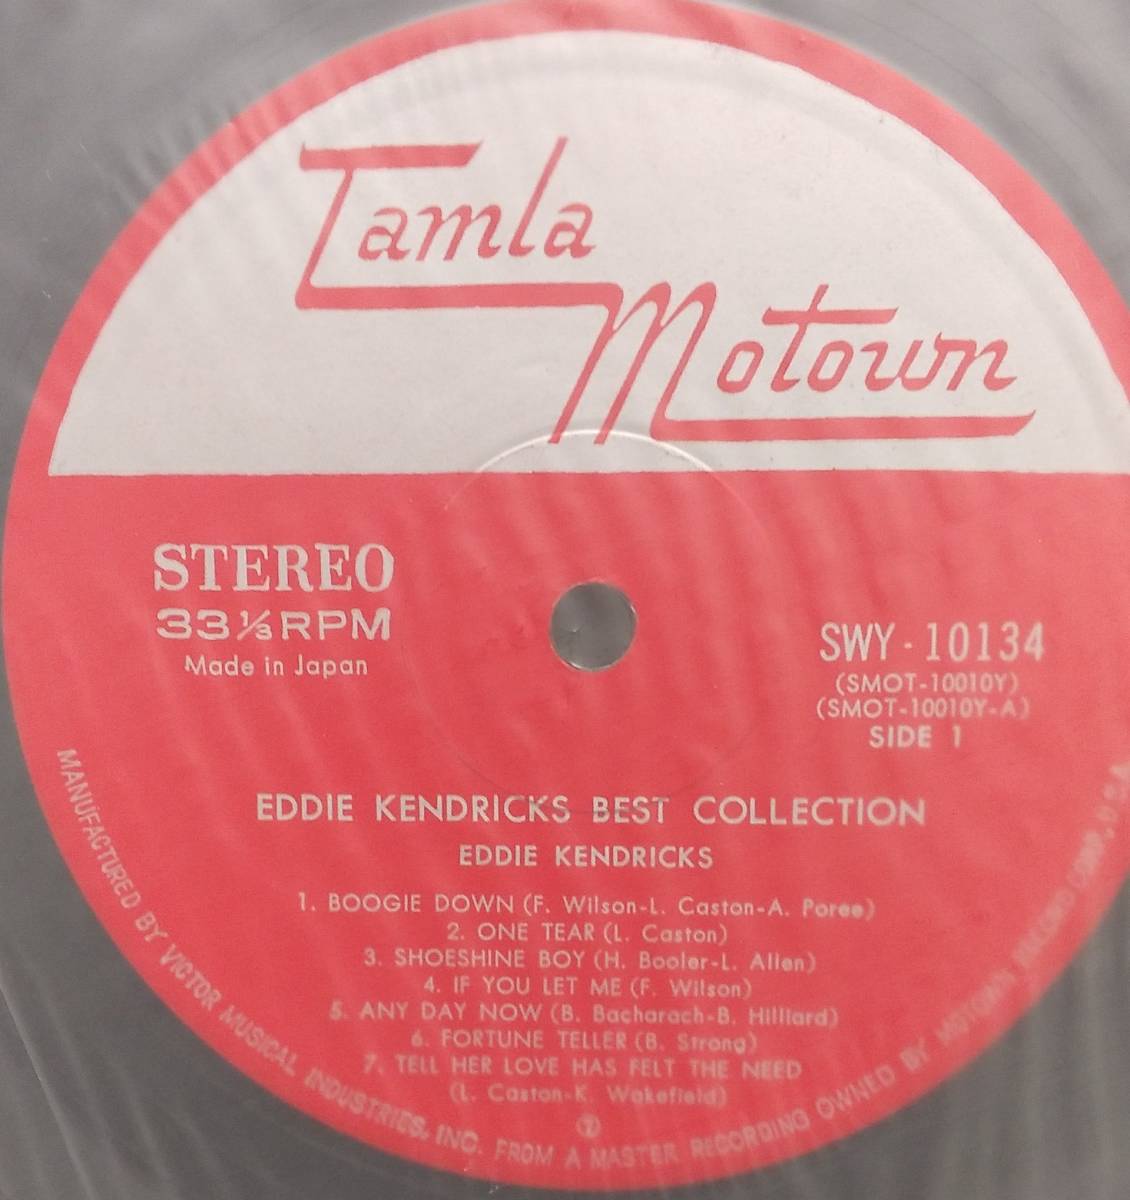 Tamla
Motown
STEREO
33⅓RPM
Made in Japan
SWY-10134
(SMOT-10010Y)
(SMOT-10010Y-A)
SIDE 1
EDDIE KENDRICKS BEST COLLECTION
EDDIE KENDRICKS
1. BOOGIE DOWN (F. Wilson-L. Caston-A. Poree)
2. ONE TEAR (L. Caston)
3. SHOESHINE BOY (H. Booler-L. Allen)
4. IF YOU LET ME (F. Wilson)
5. ANY DAY NOW (B. Bacharach-B. Hilliard)
6. FORTUNE TELLER (B. Strong)
7. TELL HER LOVE HAS FELT THE NEED
(L. Caston-K. Wakefield)
MANUFACTURED BY VICTOR MUSICAL INDUSTRIES, INC. FROM A MASTER RECORDING OWNED BY MOTOWN RECORD CORP., U.S.A.